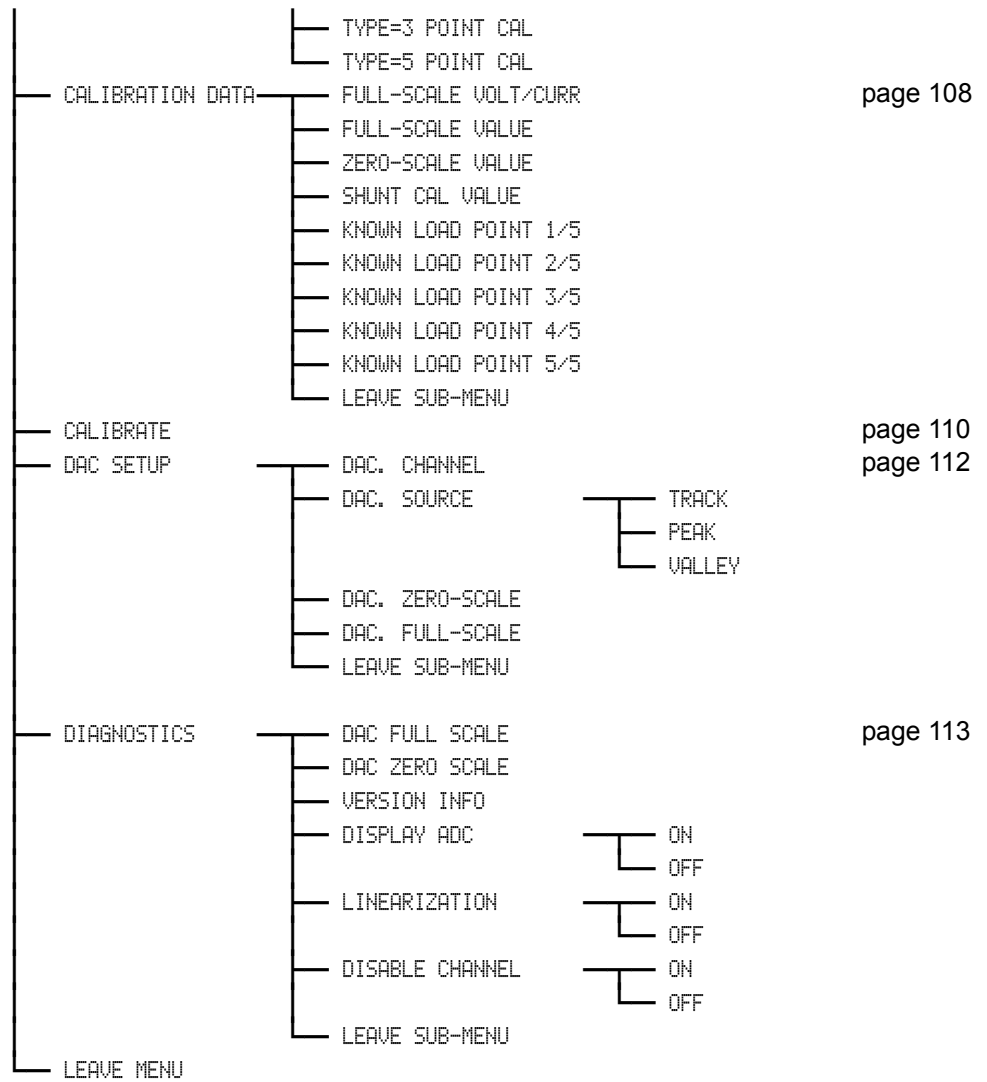 TYPE=3 POINT CAL
TYPE=5 POINT CAL
CALIBRATION DATA FULL-SCALE VOLT/CURR page 108
FULL-SCALE VALUE
ZERO-SCALE VALUE
SHUNT CAL VALUE
KNOWN LOAD POINT 1/5
KNOWN LOAD POINT 2/5
KNOWN LOAD POINT 3/5
KNOWN LOAD POINT 4/5
KNOWN LOAD POINT 5/5
LEAVE SUB-MENU
CALIBRATE page 110
DAC SETUP DAC. CHANNEL page 112
DAC. SOURCE TRACK
PEAK
VALLEY
DAC. ZERO-SCALE
DAC. FULL-SCALE
LEAVE SUB-MENU
DIAGNOSTICS DAC FULL SCALE page 113
DAC ZERO SCALE
VERSION INFO
DISPLAY ADC ON
OFF
LINEARIZATION ON
OFF
DISABLE CHANNEL ON
OFF
LEAVE SUB-MENU
LEAVE MENU